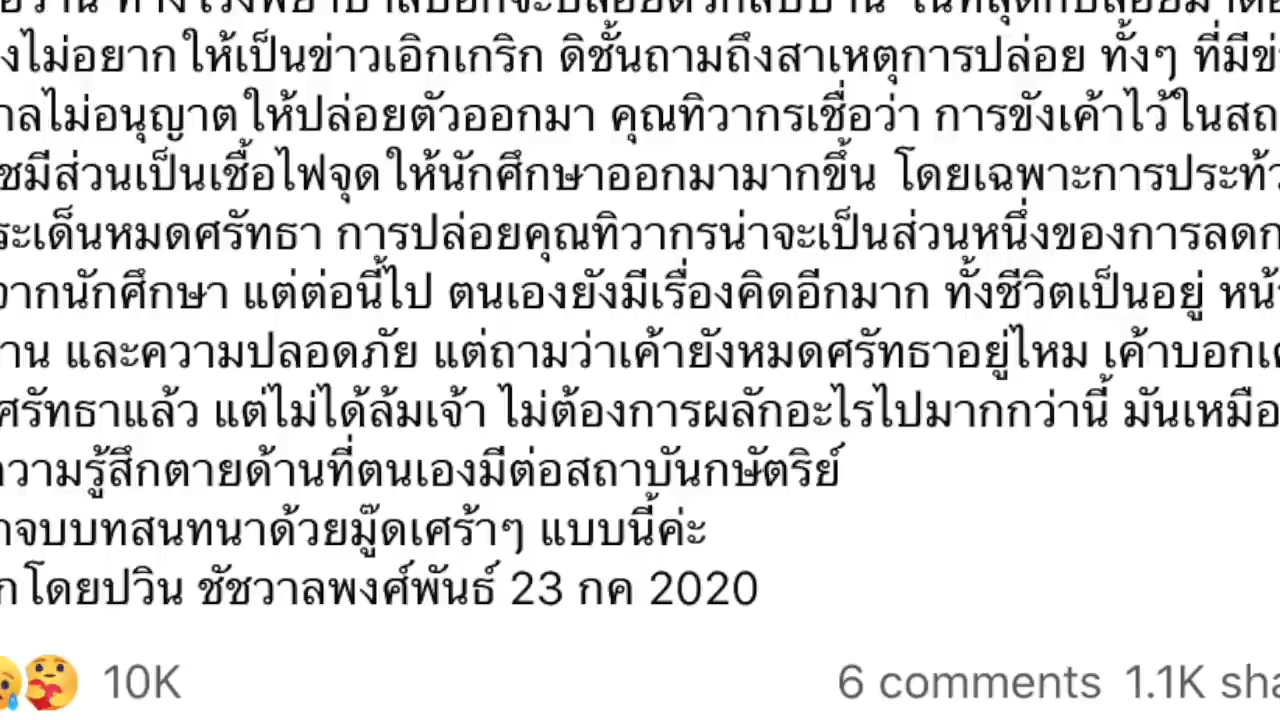 งไม่อยากให้เป็นข่าวเอิกเกริก ดิชั้นถามถึงสาเหตุการปล่อย ทั้งๆ ที่มีข่
าลไม่อนุญาตให้ปล่อยตัวออกมา คุณทิวากรเชื่อว่า การขังเค้าไว้ในสถ
ชมีส่วนเป็นเชื้อไฟจุดให้นักศึกษาออกมามากขึ้น โดยเฉพาะการประท้ว
ระเด็นหมดศรัทธา การปล่อยคุณทิวากรน่าจะเป็นส่วนหนึ่งของการลดก
จากนักศึกษา แต่ต่อนี้ไป ตนเองยังมีเรื่องคิดอีกมาก ทั้งชีวิตเป็นอยู่ หน้
าน และความปลอดภัย แต่ถามว่าเค้ายังหมดศรัทธาอยู่ไหม เค้าบอกเ
ศรัทธาแล้ว แต่ไม่ได้ล้มเจ้า ไม่ต้องการผลักอะไรไปมากกว่านี้ มันเหมือ
ความรู้สึกตายด้านที่ตนเองมีต่อสถาบันกษัตริย์
าจบบทสนทนาด้วยมู๊ดเศร้าๆ แบบนี้ค่ะ
กโดยปวิน ชัชวาลพงศ์พันธ์ 23 กค 2020
10K 6 comments 1.1K sha